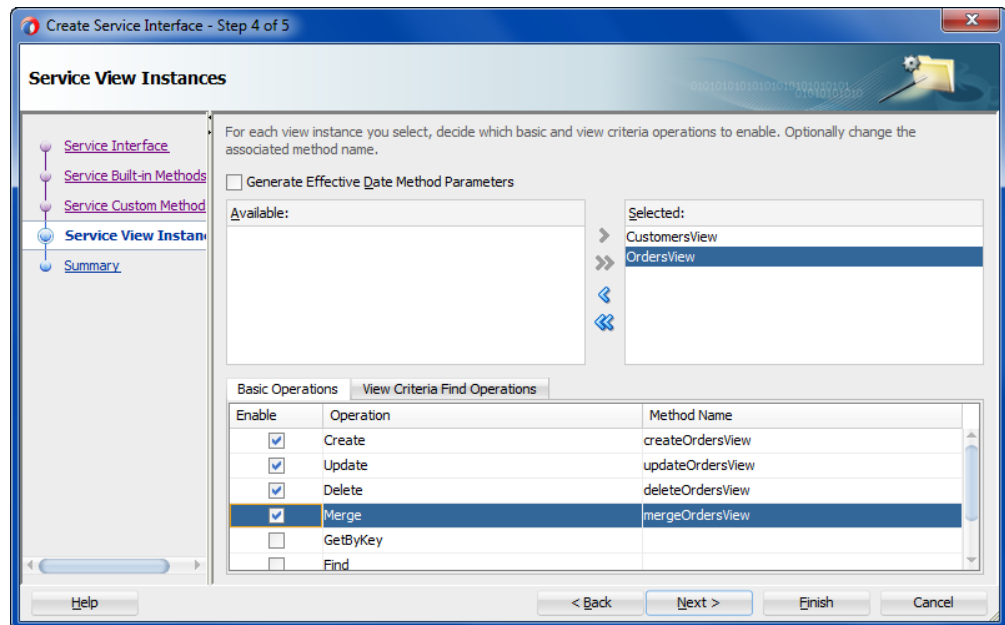 Create Service Interface - Step 4 of 5
Service View Instances
Service Interface
Service Built-in Methods
Service Custom Method
Service View Instan
Summary
For each view instance you select, decide which basic and view criteria operations to enable. Optionally change the
associated method name.
Generate Effective Date Method Parameters
Available:
Selected:
CustomersView
OrdersView
Basic Operations View Criteria Find Operations
Enable Operation Method Name
Create createOrdersView
Update updateOrdersView
Delete deleteOrdersView
Merge mergeOrdersView
GetByKey
Find
Help < Back Next > Finish Cancel